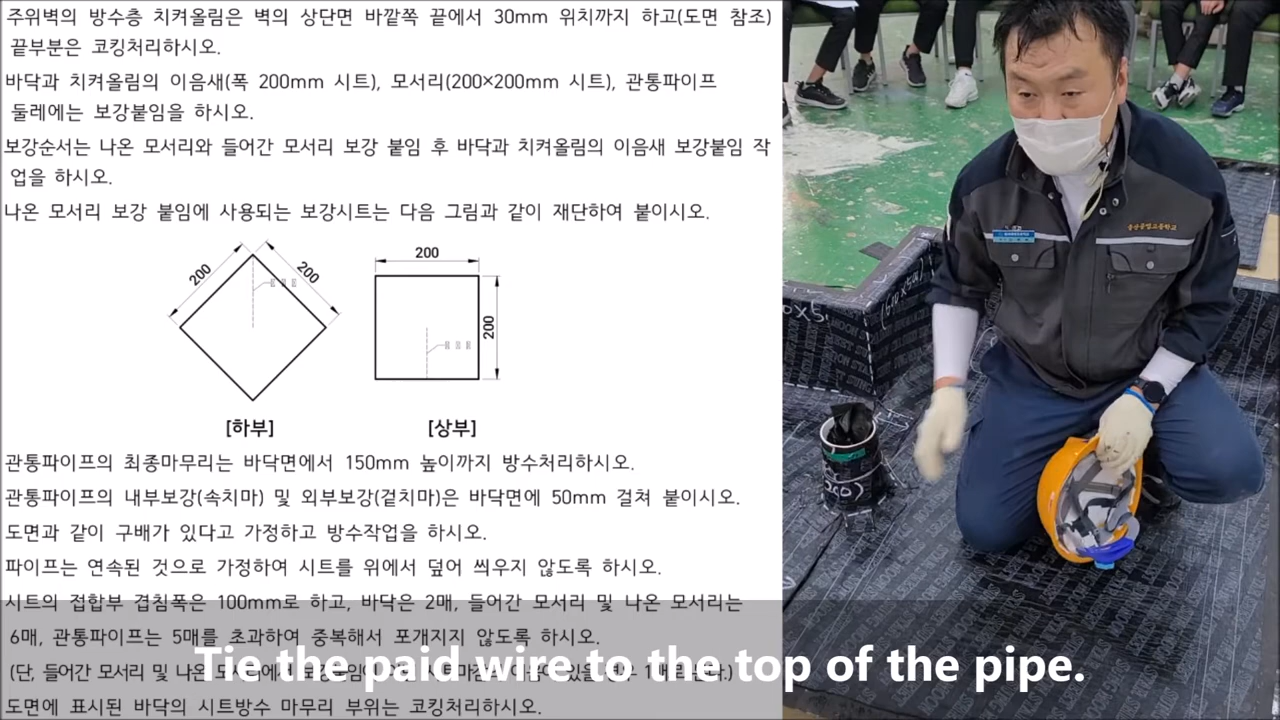 주위벽의 방수층 치켜올림은 벽의 상단면 바깥쪽 끝에서 30mm 위치까지 하고(도면 참조)
끝부분은 코킹처리하시오.
바닥과 치켜올림의 이음새(폭 200mm 시트), 모서리(200×200mm 시트), 관통파이프
둘레에는 보강붙임을 하시오.
보강순서는 나온 모서리와 들어간 모서리 보강 붙임 후 바닥과 치켜올림의 이음새 보강붙임 작
업을 하시오.
나온 모서리 보강 붙임에 사용되는 보강시트는 다음 그림과 같이 재단하여 붙이시오.
200 200
200
200
[하부] [상부]
관통파이프의 최종마무리는 바닥면에서 150mm 높이까지 방수처리하시오.
관통파이프의 내부보강(속치마) 및 외부보강(겉치마)은 바닥면에 50mm 걸쳐 붙이시오.
도면과 같이 구배가 있다고 가정하고 방수작업을 하시오.
파이프는 연속된 것으로 가정하여 시트를 위에서 덮어 씌우지 않도록 하시오.
시트의 접합부 겹침폭은 100mm로 하고, 바닥은 2매, 들어간 모서리 및 나온 모서리는
6매, 관통파이프는 5매를 초과하여 중복해서 포개지지 않도록 하시오.
(단, 들어간 모서리 및 나온
Tie the paid wire to the top of the pipe.
도면에 표시된 바닥의 시트방수 마무리 부위는 코킹처리하시오.